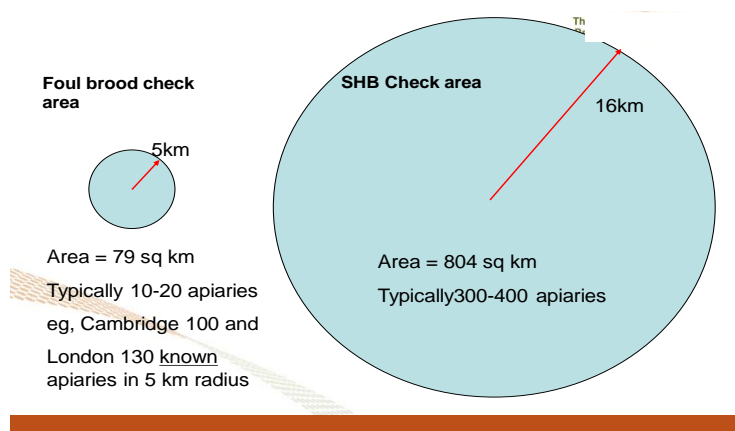 Foul brood check
area
5km
Area = 79 sq km
Typically 10-20 apiaries
eg, Cambridge 100 and
London 130 known
apiaries in 5 km radius
SHB Check area
16km
Area = 804 sq km
Typically300-400 apiaries